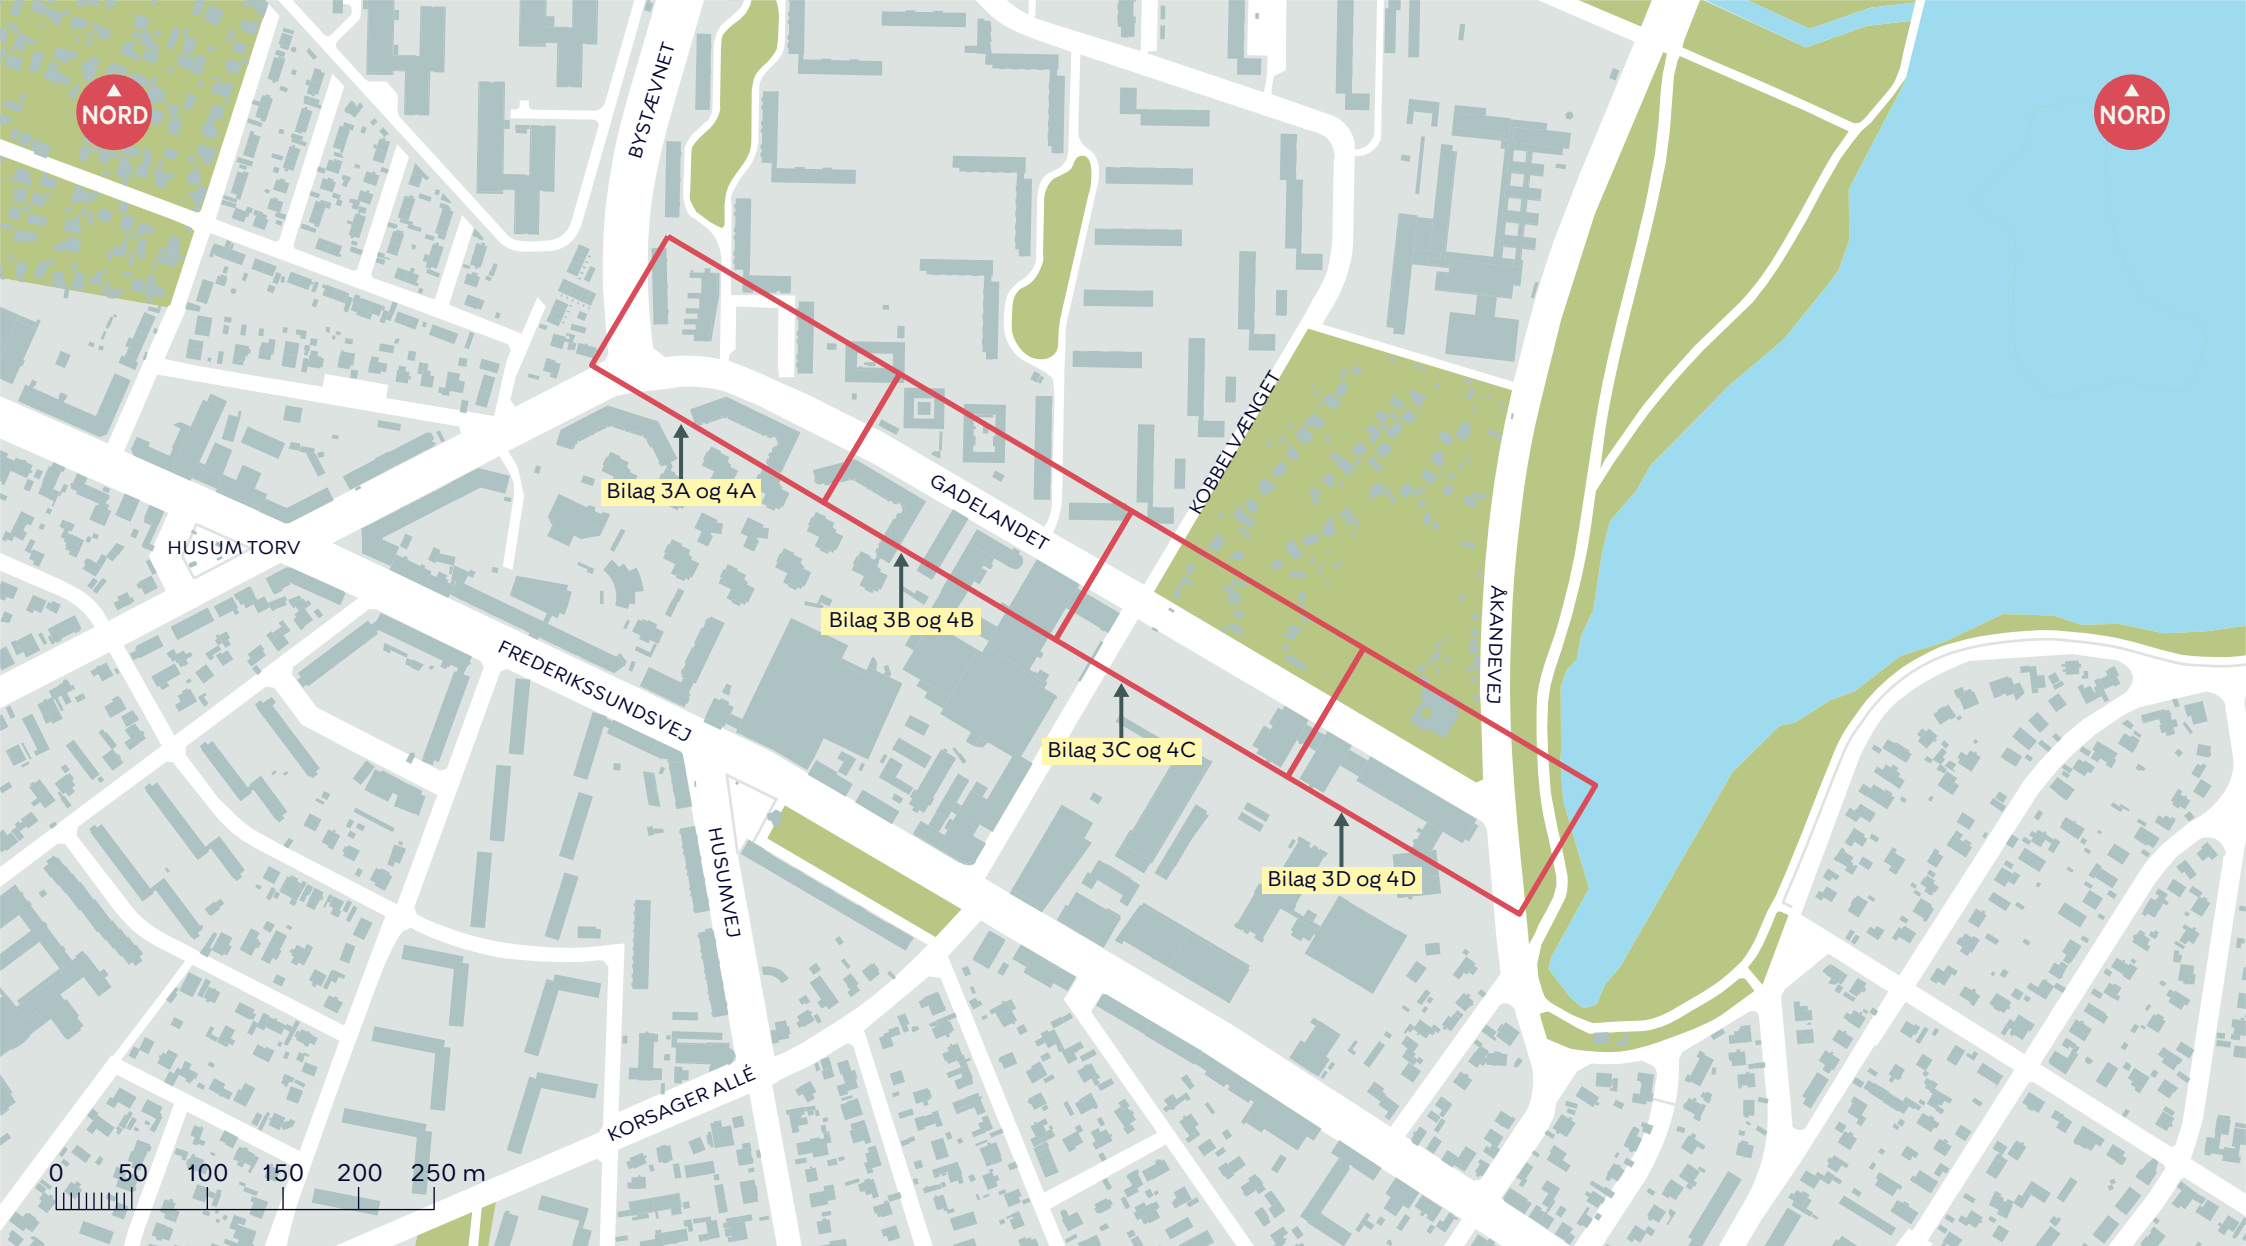 BYSTÆVNET
NORD
NORD
KOBBELVÆNGET
GADELANDET
Bilag 3A og 4A
HUSUM TORV
Bilag 3B og 4B
ÅKANDEVEJ
FREDERIKSSUNDSVEJ
Bilag 3C og 4C
HUSUMVEJ
Bilag 3D og 4D
KORSAGER ALLÉ
0 50 100 150 200 250 m